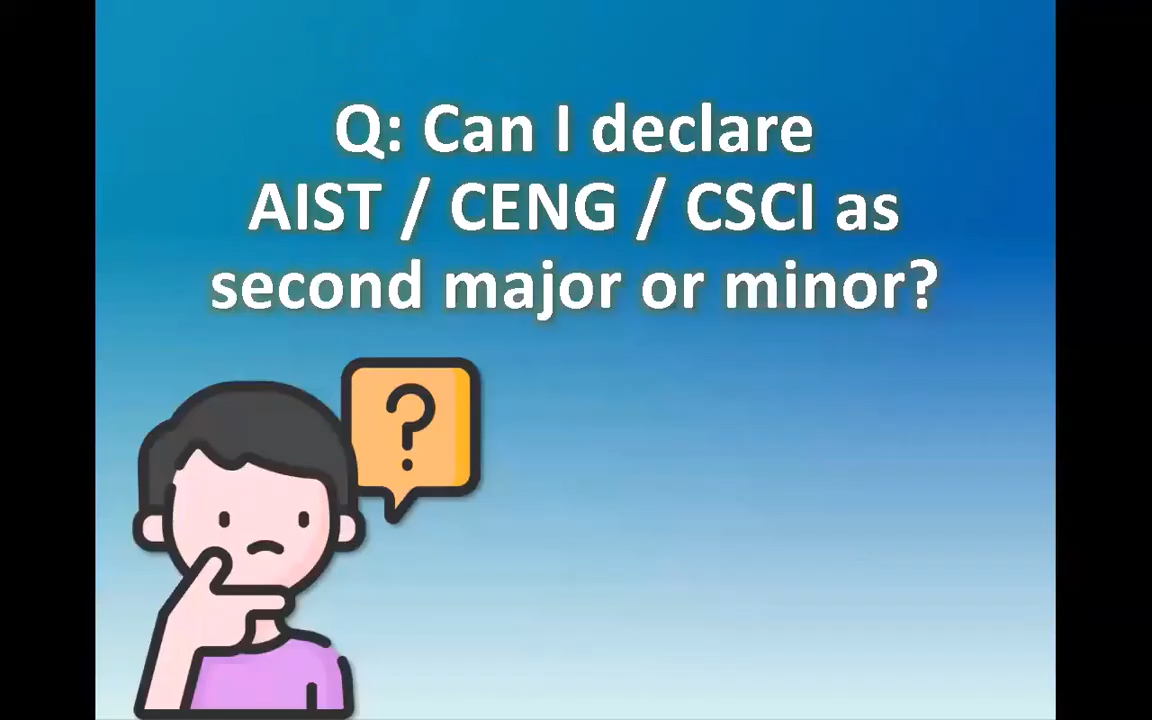 Q: Can I declare
AIST / CENG / CSCI as
second major or minor?
?